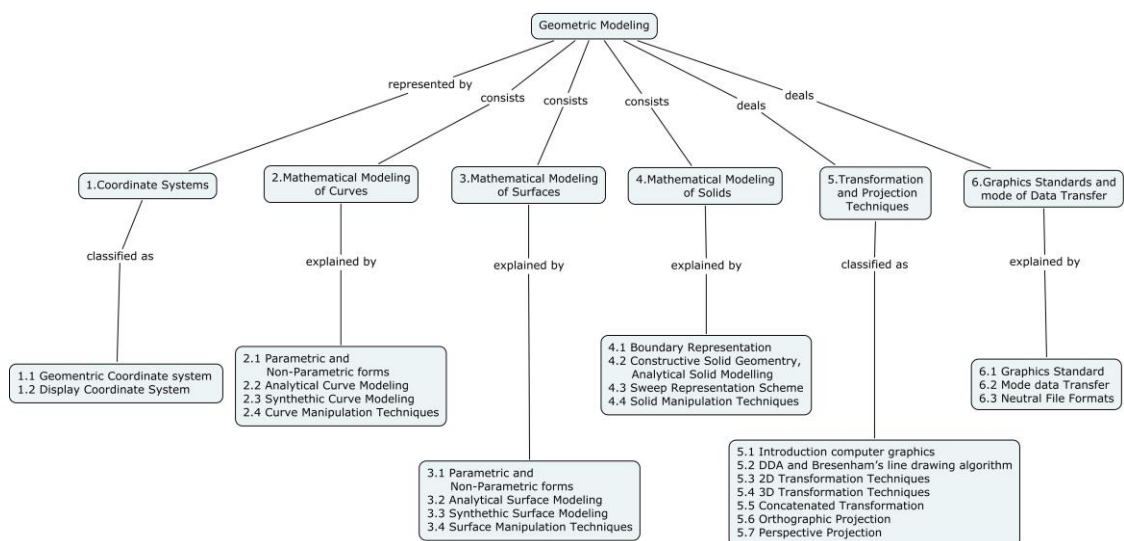 Geometric Modeling
represented by
consists
consists
consists
deals
deals
1.Coordinate Systems
2.Mathematical Modeling
of Curves
3.Mathematical Modeling
of Surfaces
4.Mathematical Modeling
of Solids
5.Transformation
and Projection
Techniques
6.Graphics Standards and
mode of Data Transfer
classified as
explained by
explained by
explained by
classified as
explained by
1.1 Geomentric Coordinate system
1.2 Display Coordinate System
2.1 Parametric and
Non-Parametric forms
2.2 Analytical Curve Modeling
2.3 Synthethic Curve Modeling
2.4 Curve Manipulation Techniques
3.1 Parametric and
Non-Parametric forms
3.2 Analytical Surface Modeling
3.3 Synthethic Surface Modeling
3.4 Surface Manipulation Techniques
4.1 Boundary Representation
4.2 Constructive Solid Geomentry,
Analytical Solid Modelling
4.3 Sweep Representation Scheme
4.4 Solid Manipulation Techniques
5.1 Introduction computer graphics
5.2 DDA and Bresenham's line drawing algorithm
5.3 2D Transformation Techniques
5.4 3D Transformation Techniques
5.5 Concatenated Transformation
5.6 Orthographic Projection
5.7 Perspective Projection
6.1 Graphics Standard
6.2 Mode data Transfer
6.3 Neutral File Formats